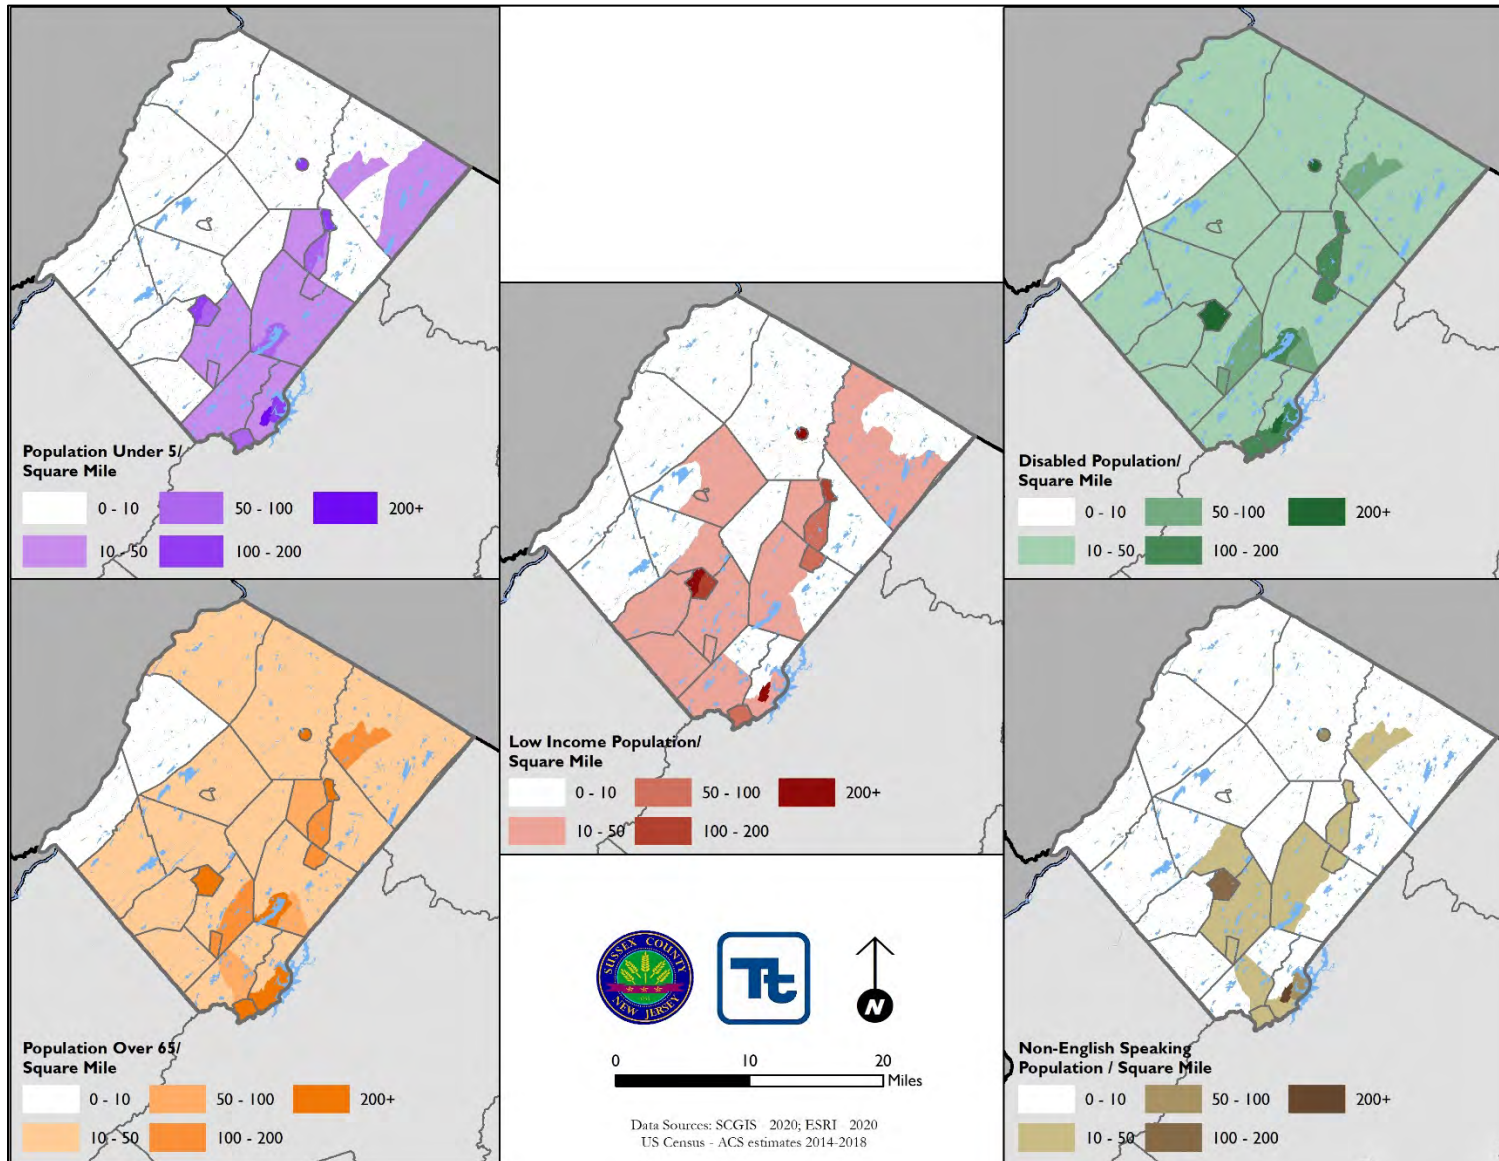 Population Under 5/
Square Mile
0 - 10
50 - 100
200+
10 - 50
100 - 200
Disabled Population/
Square Mile
0 - 10
50 -100
200+
10 - 50
100 - 200
Low Income Population/
Square Mile
0 - 10
50 - 100
200+
10 - 50
100 - 200
Population Over 65/
Square Mile
0 - 10
50 - 100
200+
10 - 50
100 - 200
SUSSEX COUNTY
NEW JERSEY
Tt
N
0 10 20
Miles
Data Sources: SCGIS - 2020; ESRI - 2020
US Census - ACS estimates 2014-2018
Non-English Speaking
Population / Square Mile
0 - 10
50 - 100
200+
10 - 50
100 - 200